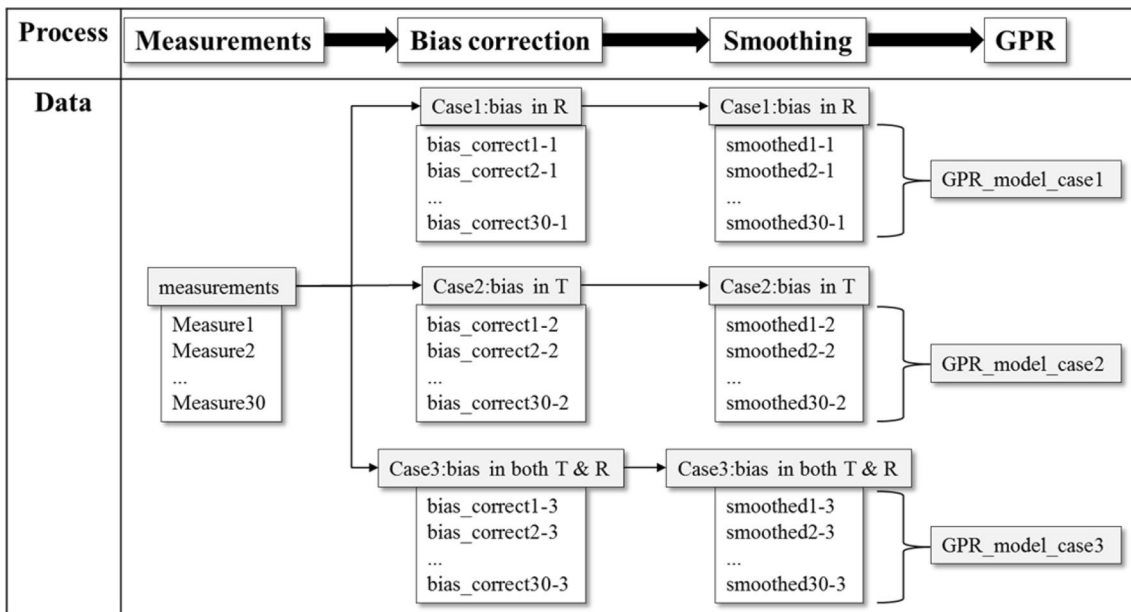 Process
Measurements
Bias correction
Smoothing
GPR
Data
Case1:bias in R
bias_correct1-1
bias_correct2-1
...
bias_correct30-1
Case1:bias in R
smoothed1-1
smoothed2-1
...
smoothed30-1
GPR_model_case1
measurements
Measure1
Measure2
...
Measure30
Case2:bias in T
bias_correct1-2
bias_correct2-2
...
bias_correct30-2
Case2:bias in T
smoothed1-2
smoothed2-2
...
smoothed30-2
GPR_model_case2
Case3:bias in both T & R
bias_correct1-3
bias_correct2-3
...
bias_correct30-3
Case3:bias in both T & R
smoothed1-3
smoothed2-3
...
smoothed30-3
GPR_model_case3